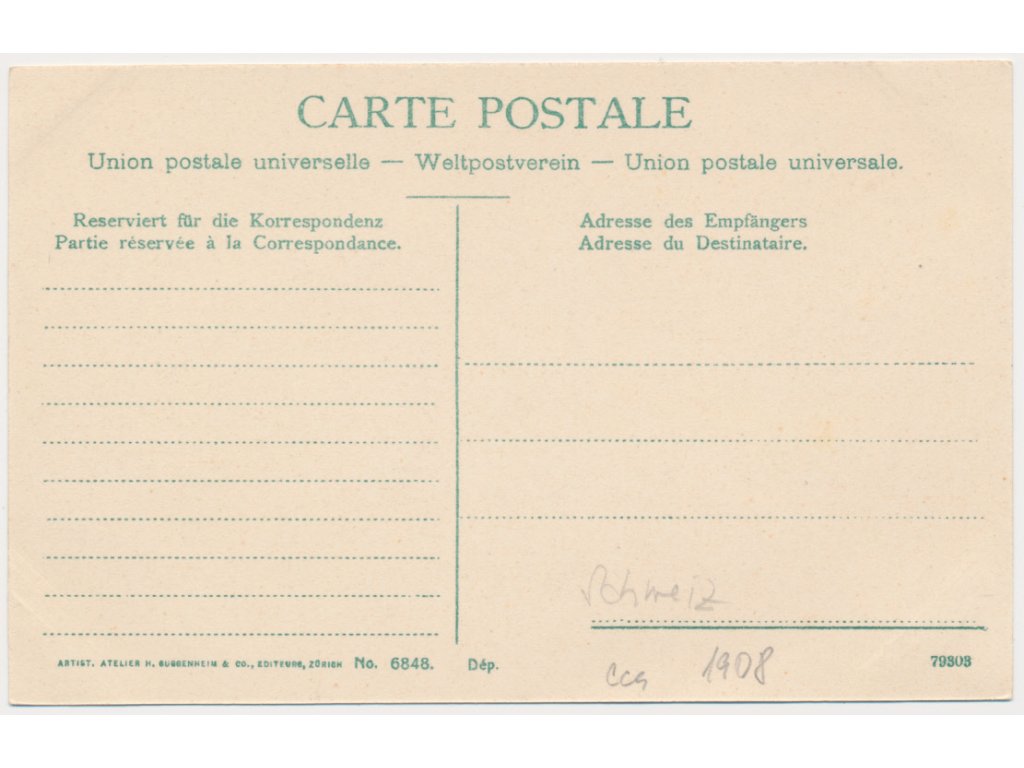 CARTE POSTALE
Union postale universelle — Weltpostverein — Union postale universale.
Reserviert für die Korrespondenz
Partie réservée à la Correspondance.
Adresse des Empfängers
Adresse du Destinataire.
Schweiz
ARTIST. ATELIER H. GUGGENHEIM & CO., EDITEURS, ZÜRICH No. 6848. Dép.
1908
79303